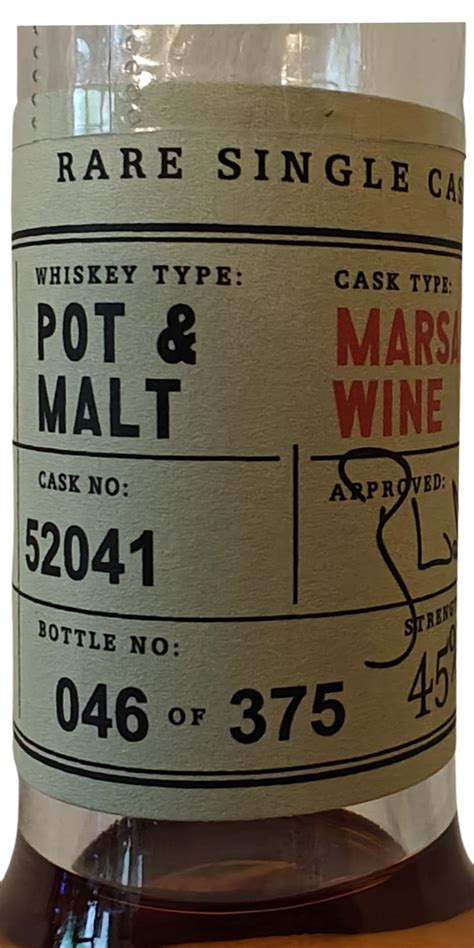 RARE SINGLE CAS
WHISKEY TYPE:
POT &
MALT
CASK TYPE:
MARSA
WINE
CASK NO:
52041
APPROVED:
BOTTLE NO:
046 OF 375
STRENG
45%